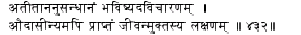 अतीताननुसन्धानं भविष्यदविचारणम् ।
औदासीन्यमपि प्राप्तं जीवन्मुक्तस्य लक्षणम् ॥ ४३२॥